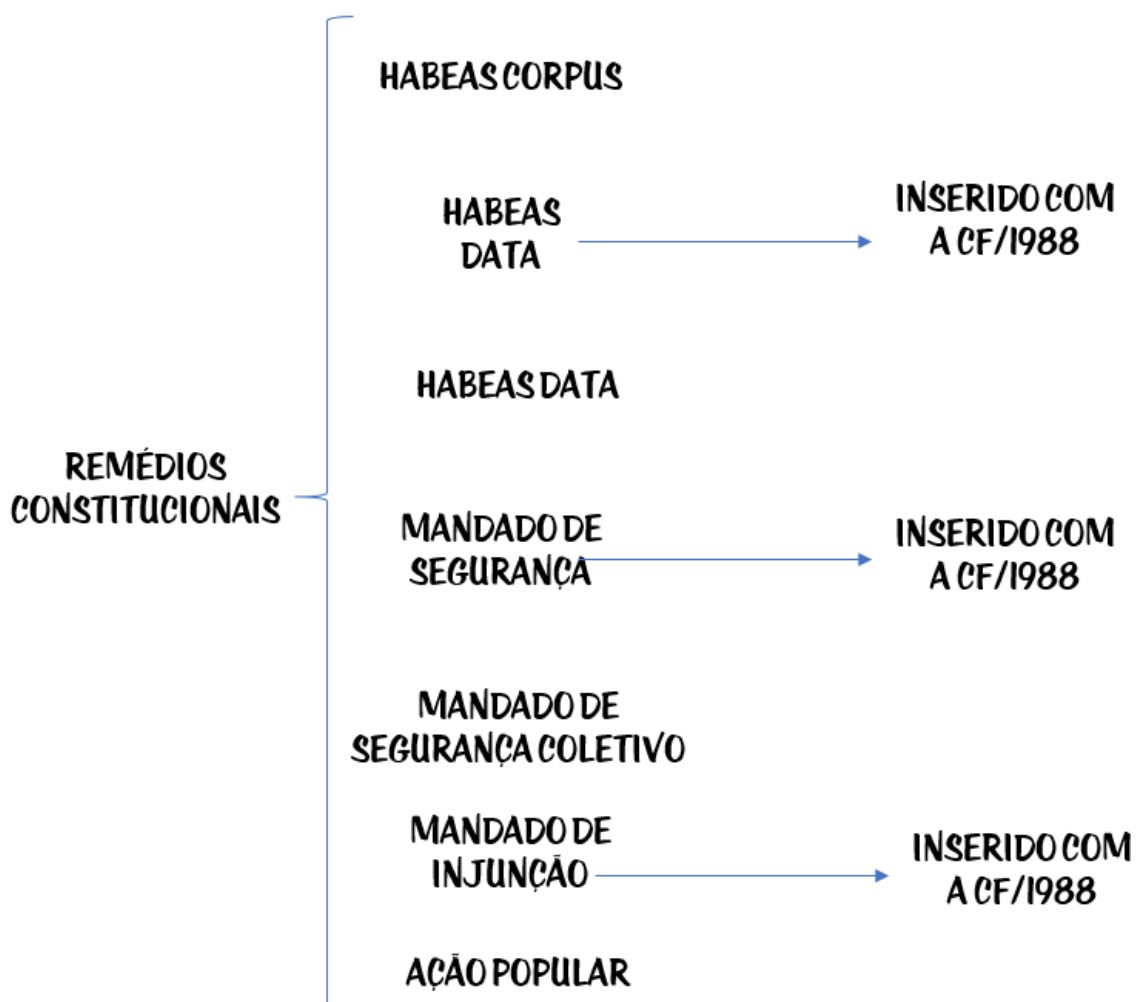 HABEAS CORPUS
HABEAS
DATA
INSERIDO COM
A CF/1988
HABEAS DATA
REMÉDIOS
CONSTITUCIONAIS
MANDADO DE
SEGURANÇA
INSERIDO COM
A CF/1988
MANDADO DE
SEGURANÇA COLETIVO
MANDADO DE
INJUNÇÃO
INSERIDO COM
A CF/1988
AÇÃO POPULAR